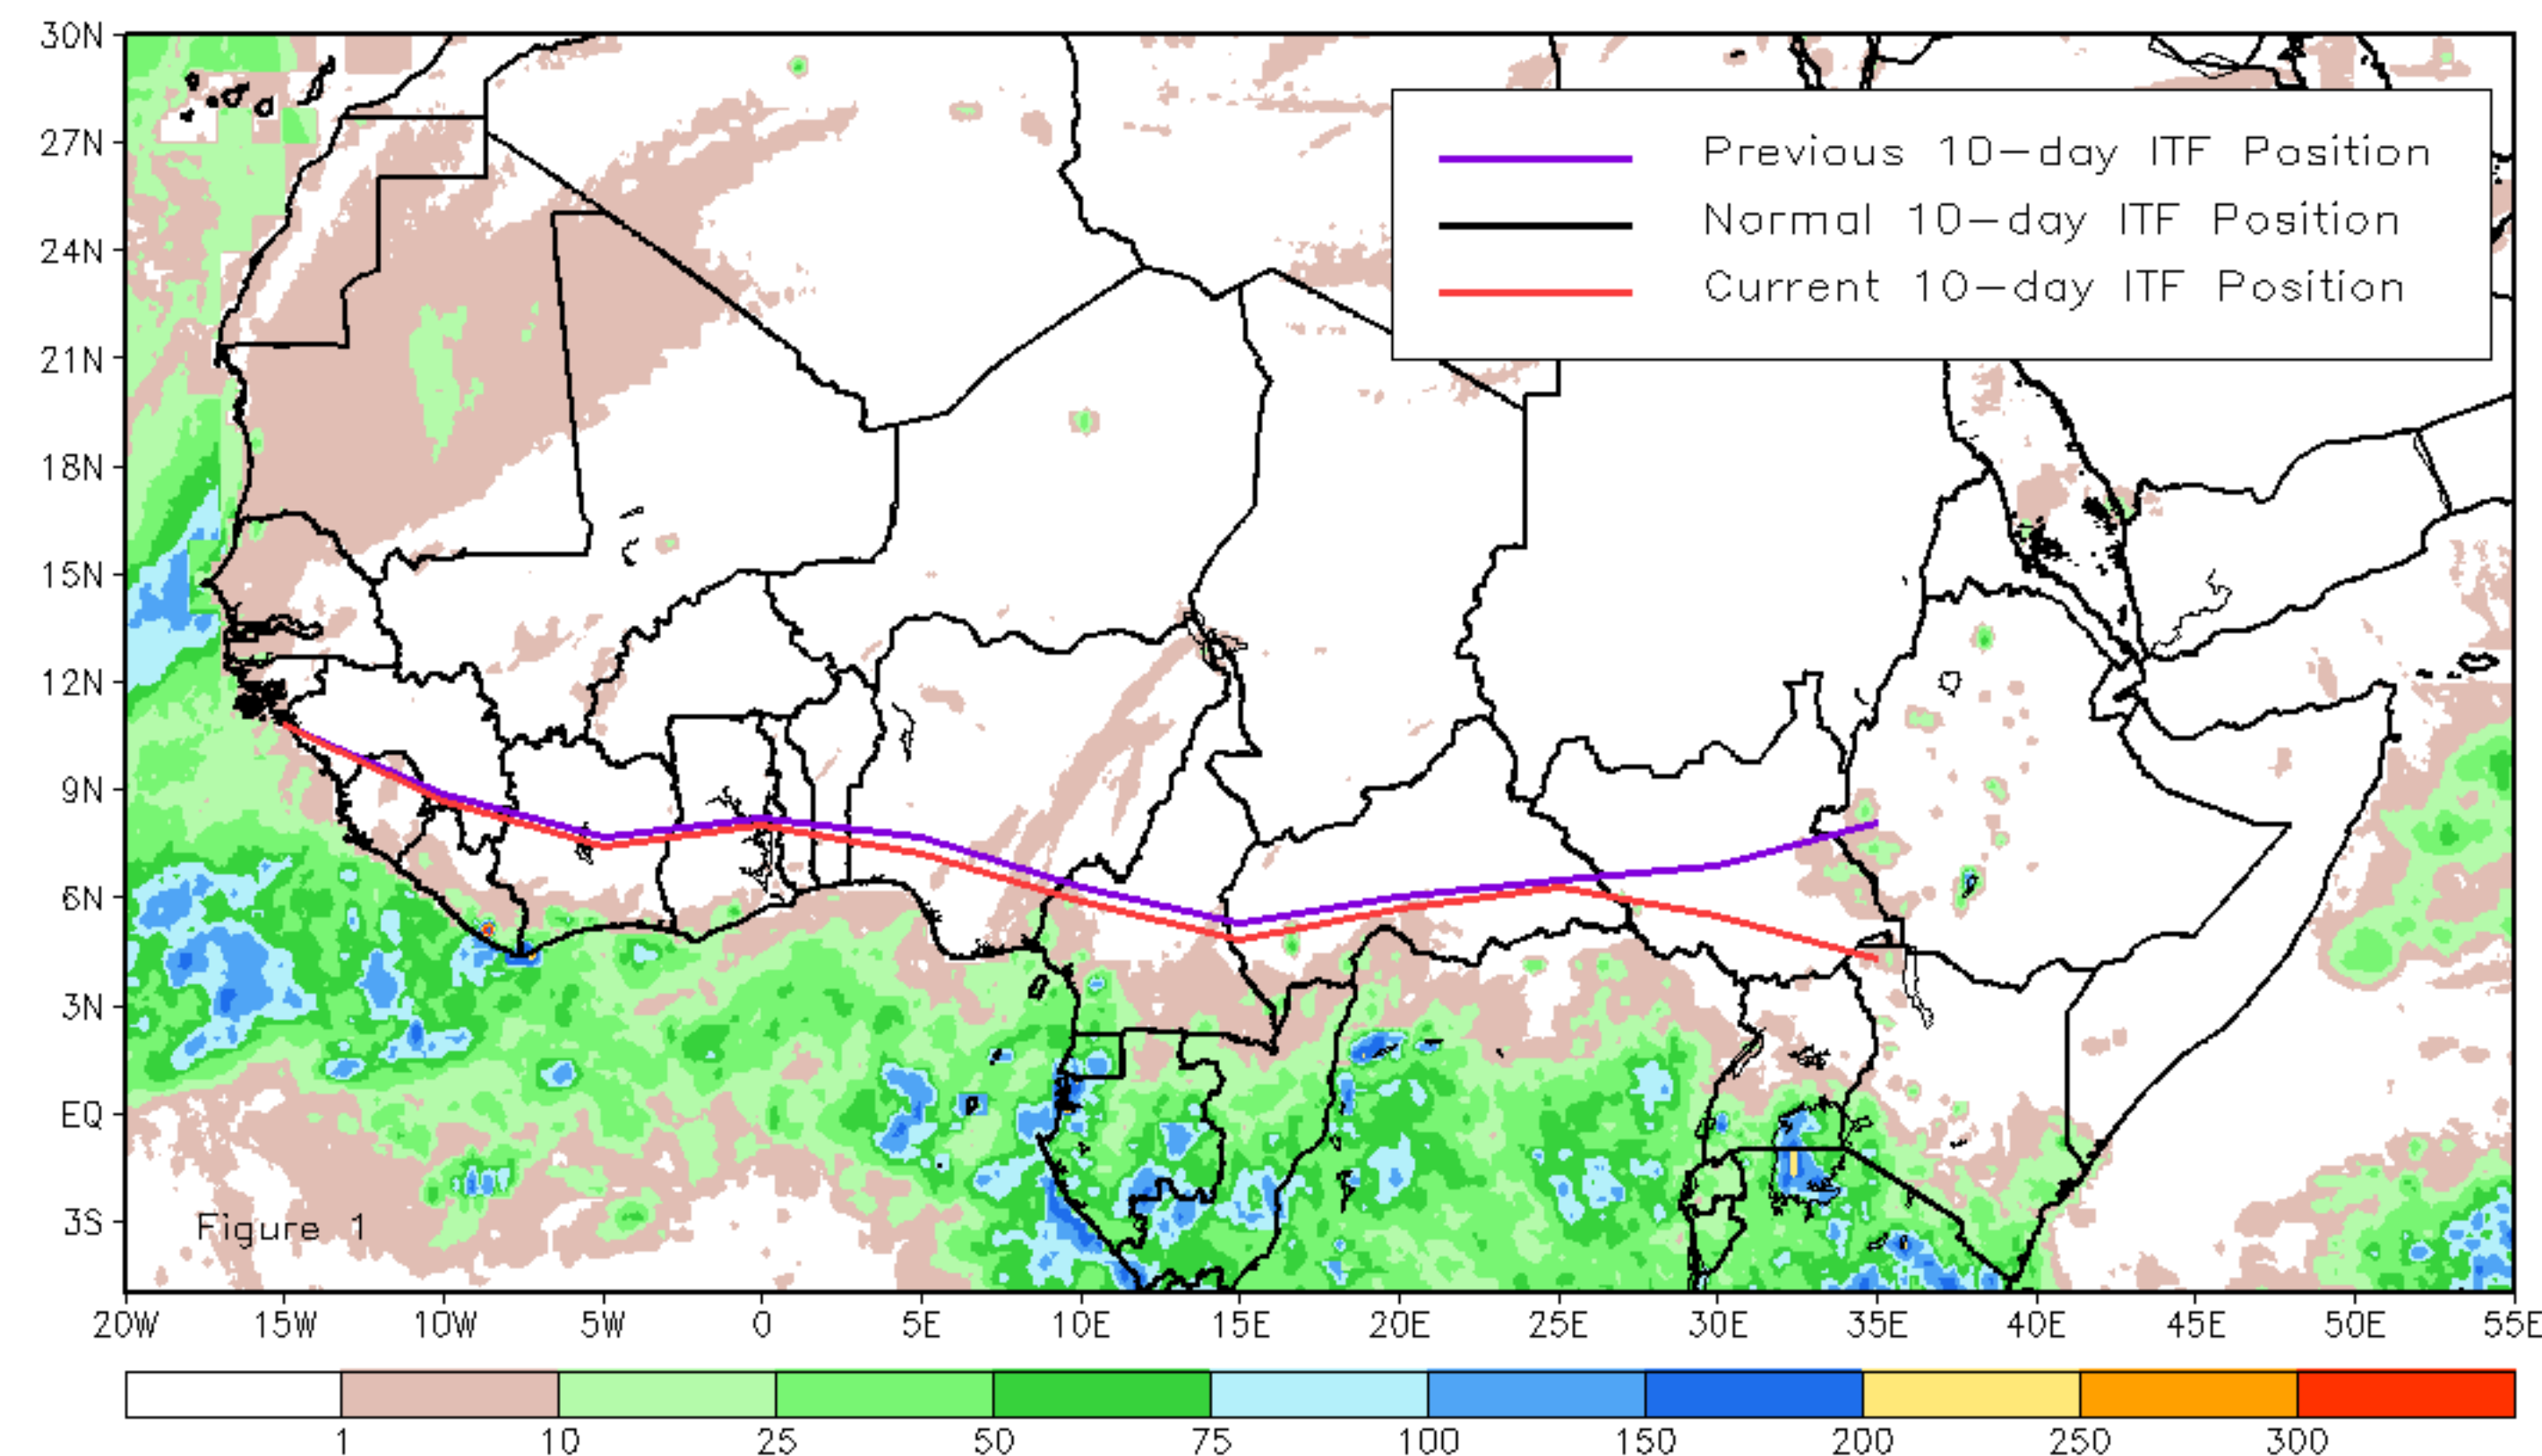 30N
27N
24N
21N
18N
15N
12N
9N
6N
3N
EQ
3S
Previous 10-day ITF Position
Normal 10-day ITF Position
Current 10-day ITF Position
Figure 1
20W 15W 10W 5W 0 5E 10E 15E 20E 25E 30E 35E 40E 45E 50E 55E
1 10 25 50 75 100 150 200 250 300